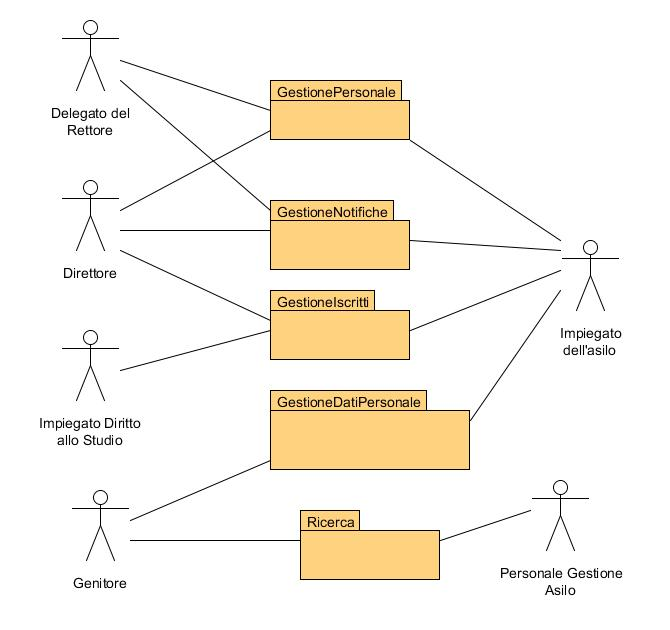 Delegato del
Rettore
GestionePersonale
GestioneNotifiche
Direttore
GestioneIscritti
Impiegato
dell'asilo
Impiegato Diritto
allo Studio
GestioneDatiPersonale
Ricerca
Genitore
Personale Gestione
Asilo